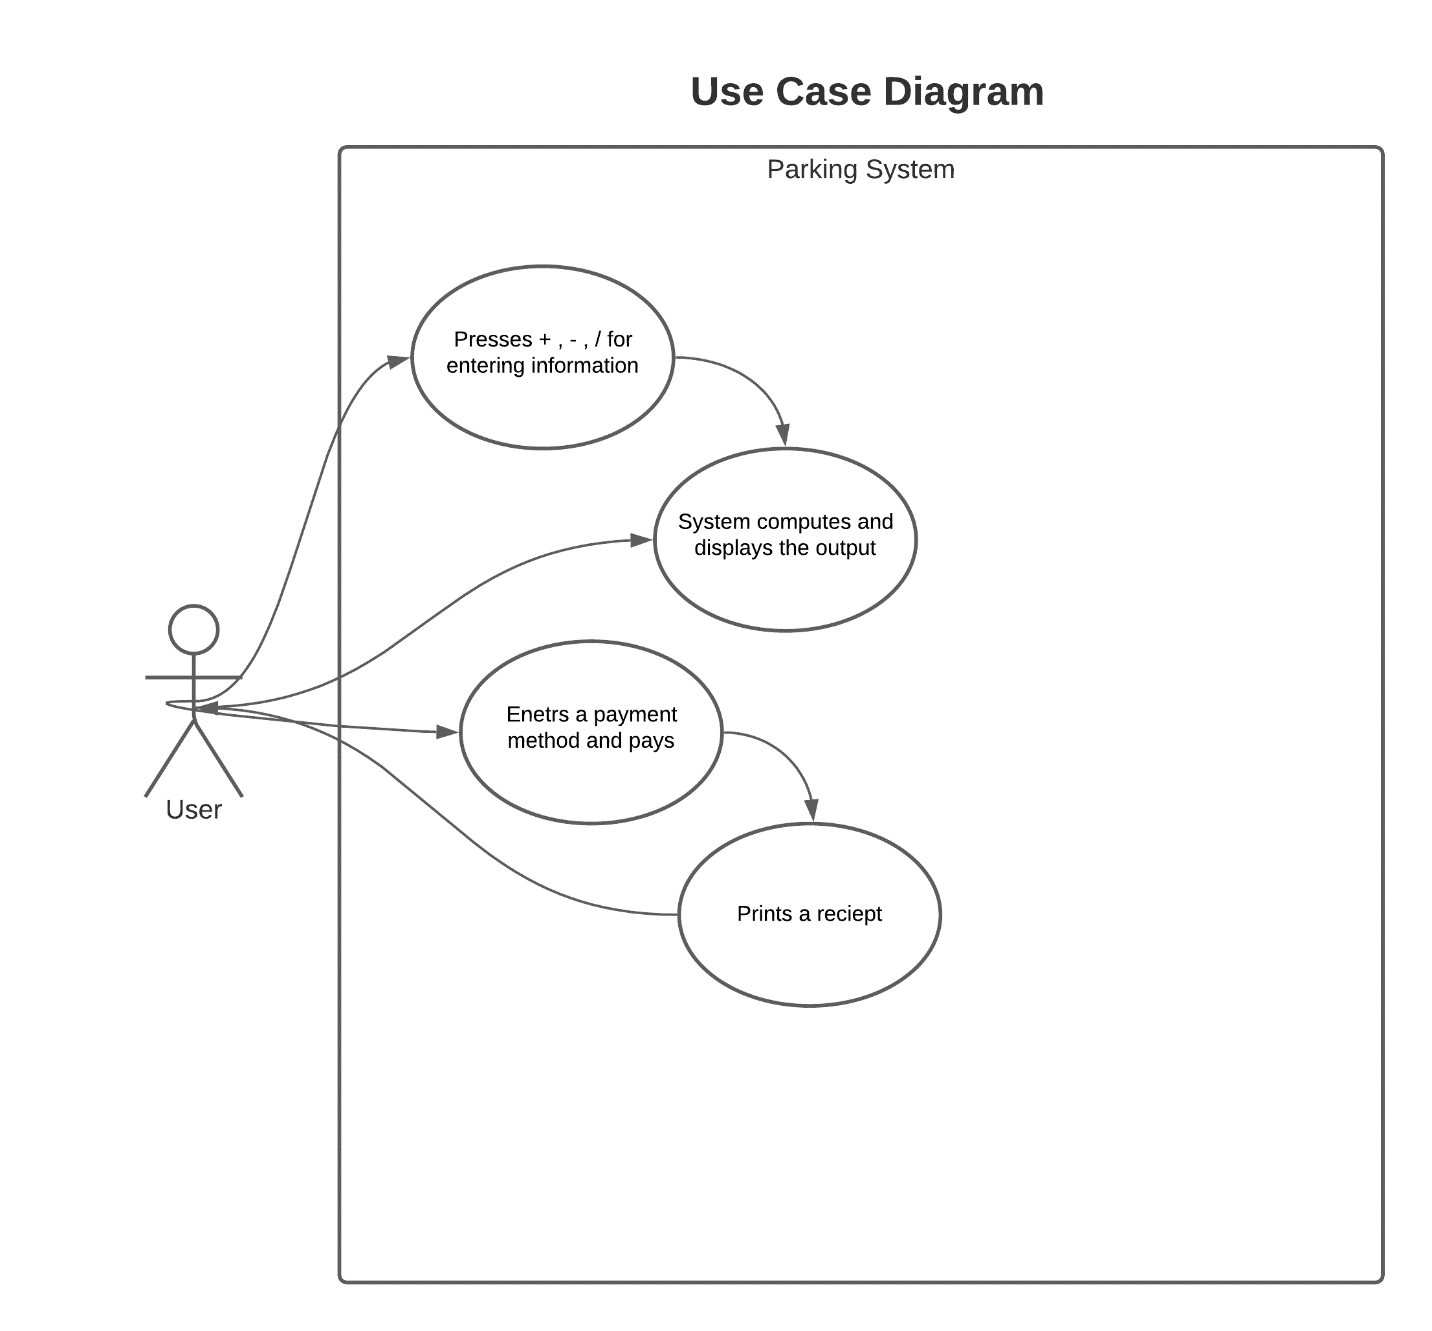 Use Case Diagram
Parking System
Presses + , - , / for
entering information
System computes and
displays the output
Enetrs a payment
method and pays
User
Prints a reciept